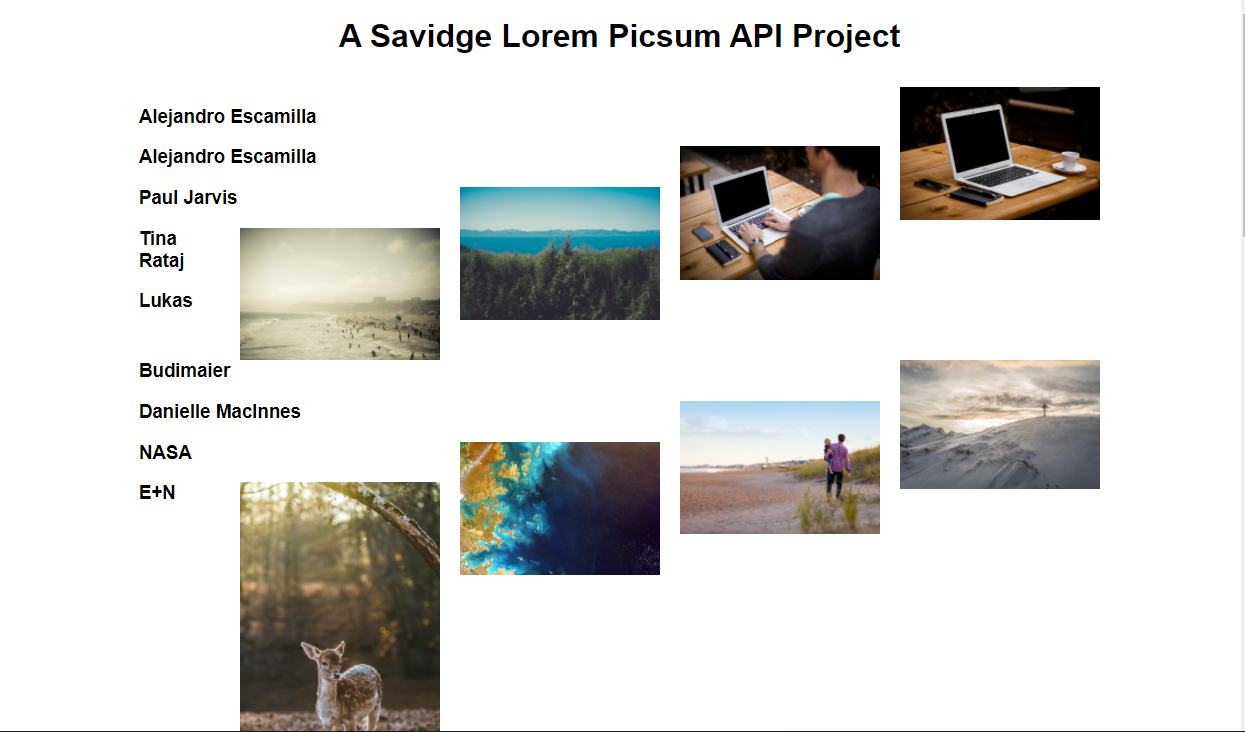 A Savidge Lorem Picsum API Project
Alejandro Escamilla
Alejandro Escamilla
Paul Jarvis
Tina
Rataj
Lukas
Budimaier
Danielle MacInnes
NASA
E+N